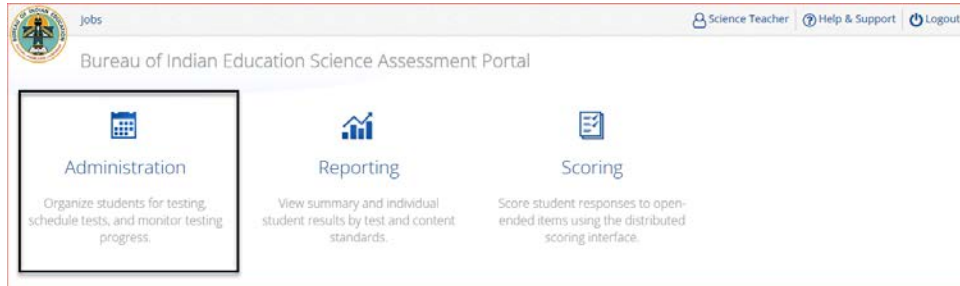 Jobs
Science Teacher
Help & Support
Logout
Bureau of Indian Education Science Assessment Portal
Administration
Organize students for testing,
schedule tests, and monitor testing
progress.
Reporting
View summary and individual
student results by test and content
standards.
Scoring
Score student responses to open-
ended items using the distributed
scoring interface.